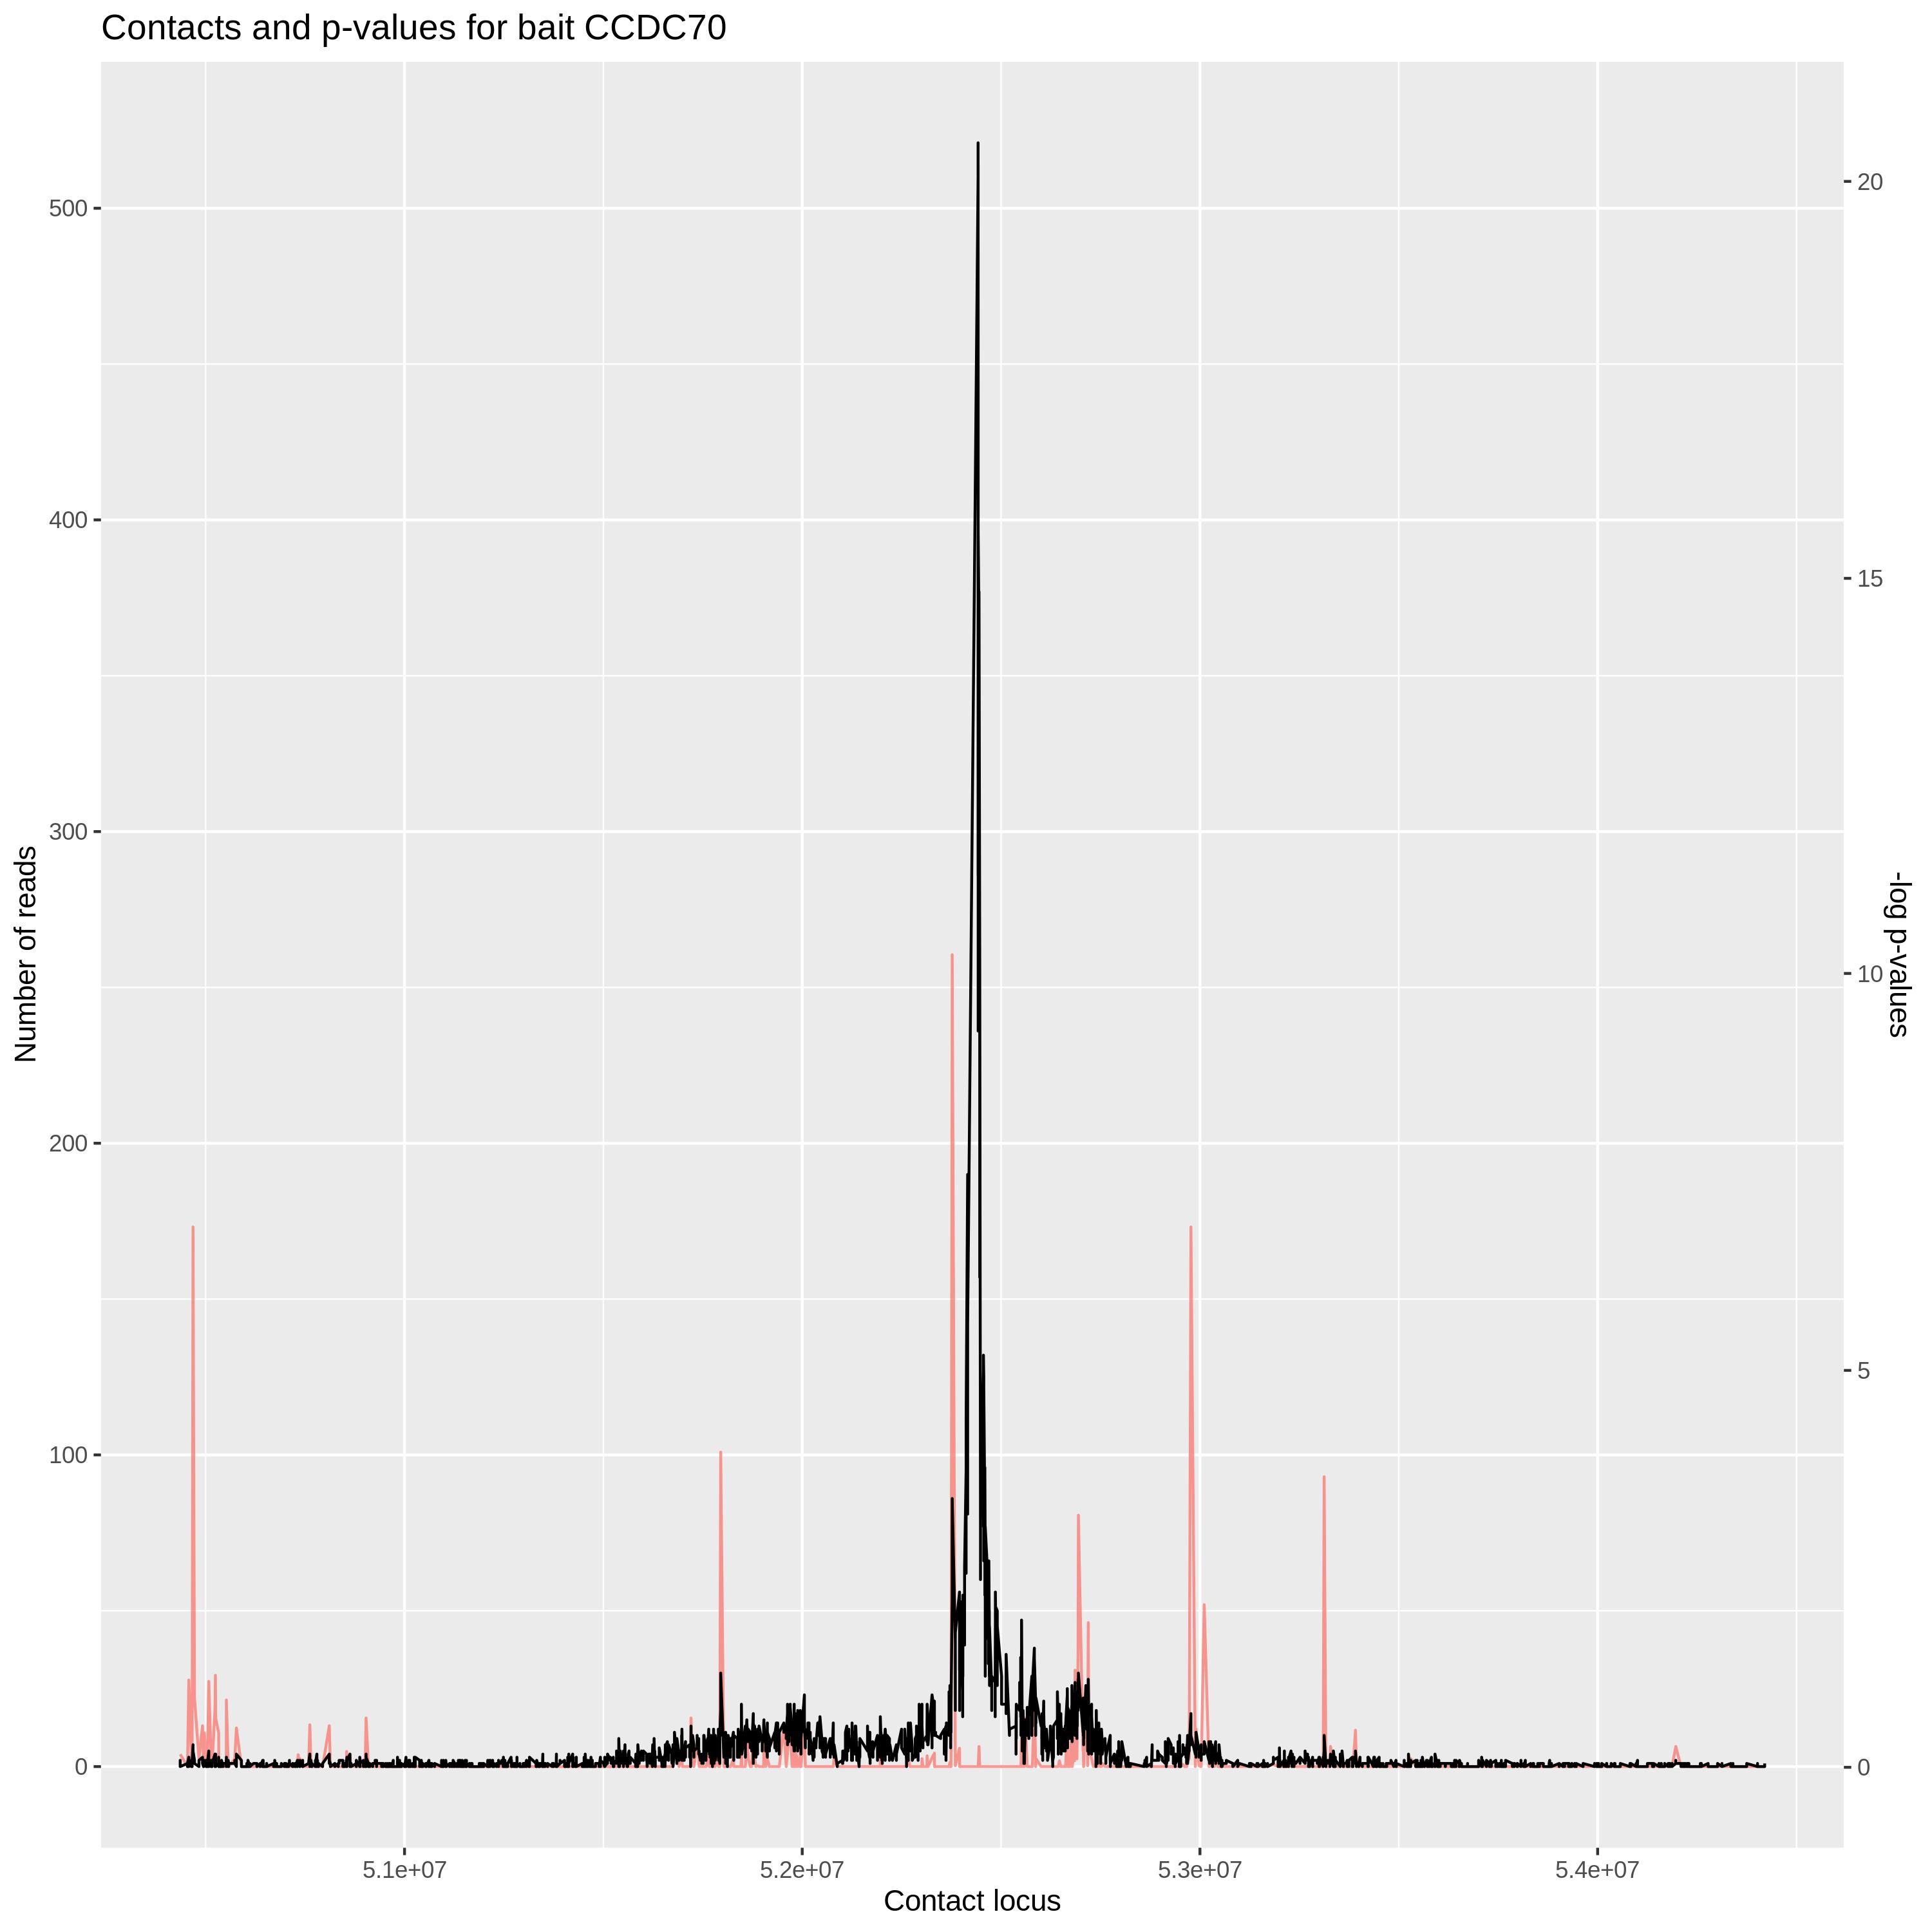 Contacts and p-values for bait CCDC70
Number of reads
500
400
300
200
100
0
20
15
10
5
0
-log p-values
5.1e+07
5.2e+07
5.3e+07
5.4e+07
Contact locus